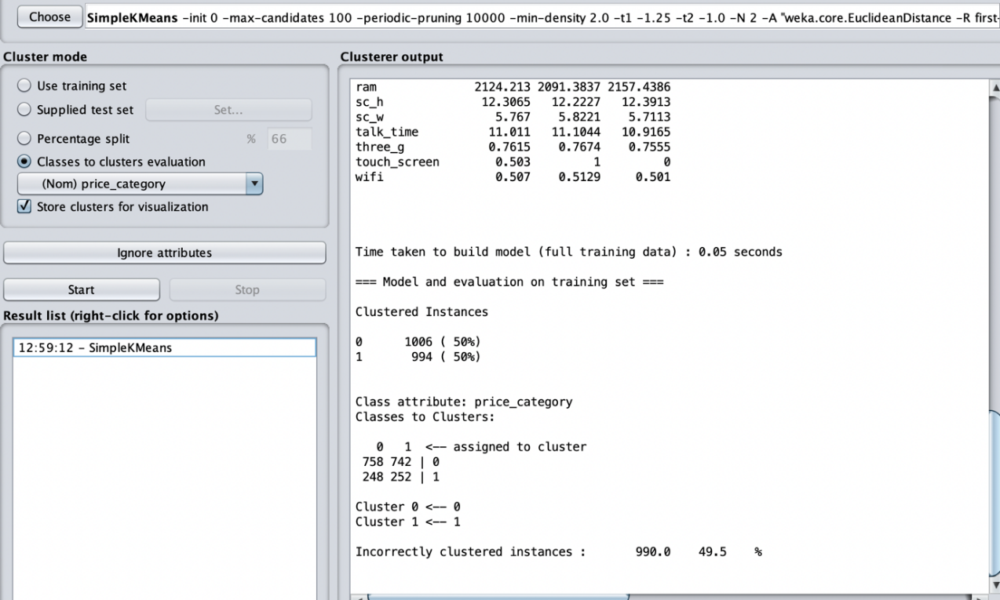 Choose SimpleKMeans -init 0 -max-candidates 100 -periodic-pruning 10000 -min-density 2.0 -t1 -1.25 -t2 -1.0 -N 2 -A "weka.core.EuclideanDistance -R first-
Cluster mode
Use training set
Supplied test set Set...
Percentage split % 66
Classes to clusters evaluation
(Nom) price_category
Store clusters for visualization
Ignore attributes
Start Stop
Result list (right-click for options)
12:59:12 - SimpleKMeans
Clusterer output
ram 2124.213 2091.3837 2157.4386
sc_h 12.3065 12.2227 12.3913
sc_w 5.767 5.8221 5.7113
talk_time 11.011 11.1044 10.9165
three_g 0.7615 0.7674 0.7555
touch_screen 0.503 1 0
wifi 0.507 0.5129 0.501
Time taken to build model (full training data) : 0.05 seconds
=== Model and evaluation on training set ===
Clustered Instances
0 1006 ( 50%)
1 994 ( 50%)
Class attribute: price_category
Classes to Clusters:
0 1 <-- assigned to cluster
758 742 | 0
248 252 | 1
Cluster 0 <-- 0
Cluster 1 <-- 1
Incorrectly clustered instances : 990.0 49.5 %